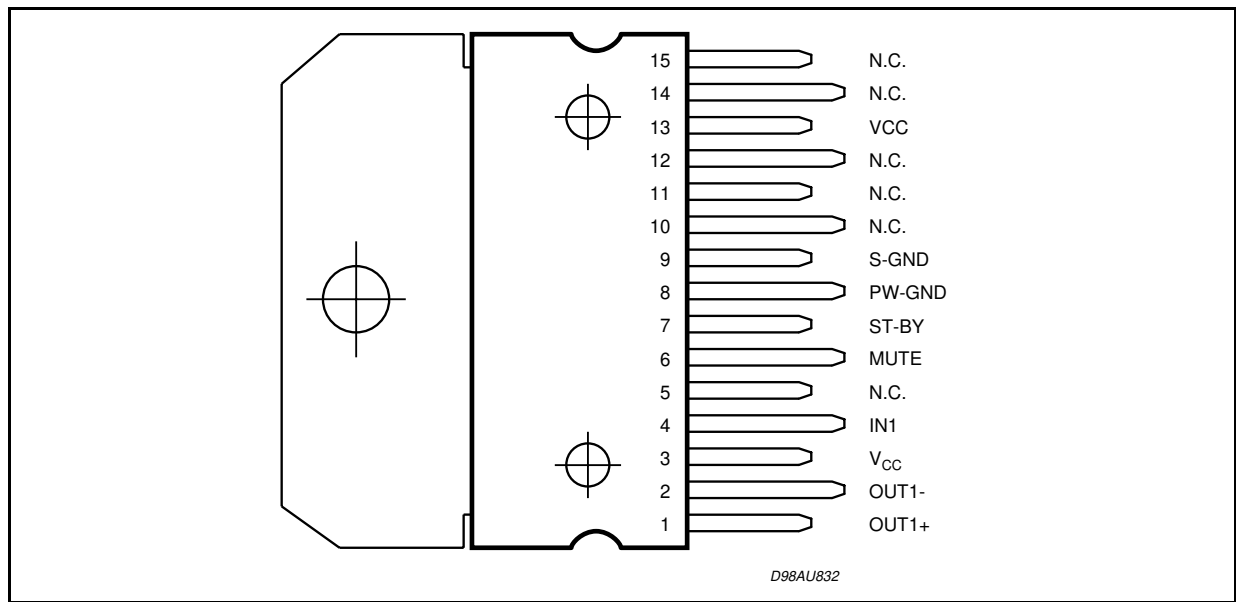 15 N.C.
14 N.C.
13 VCC
12 N.C.
11 N.C.
10 N.C.
9 S-GND
8 PW-GND
7 ST-BY
6 MUTE
5 N.C.
4 IN1
3 VCC
2 OUT1-
1 OUT1+
D98AU832